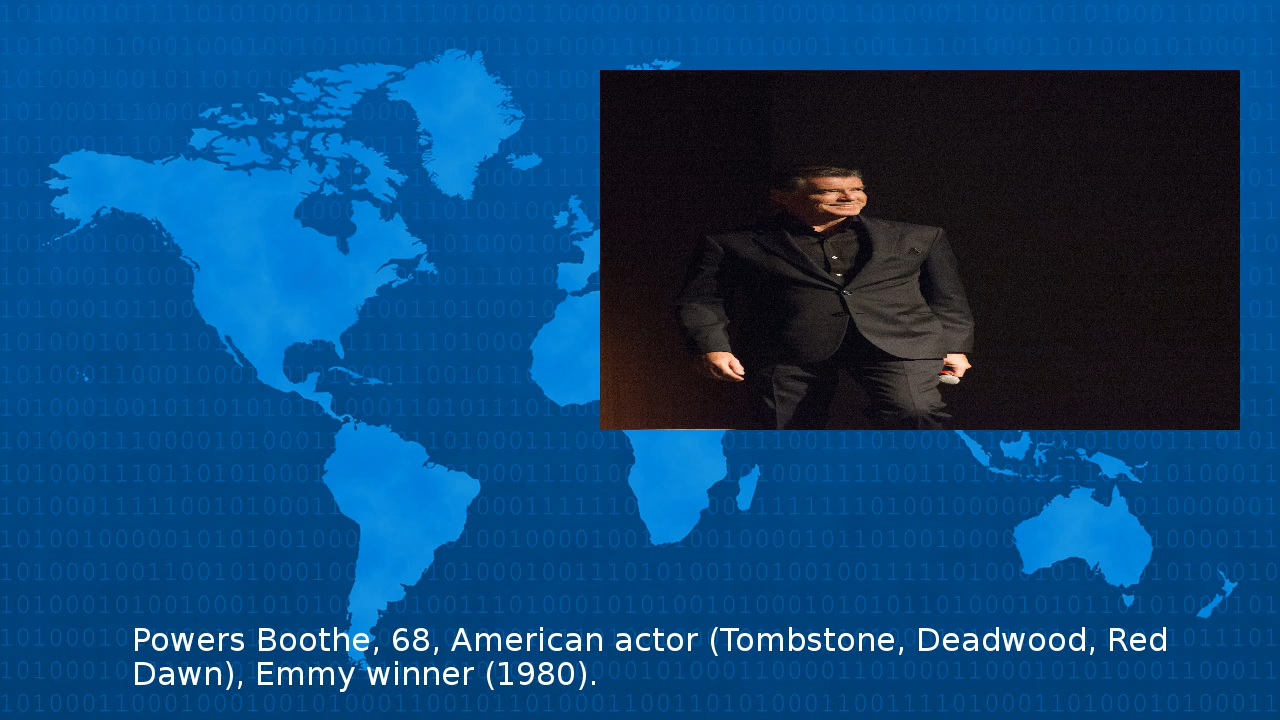 Powers Boothe, 68, American actor (Tombstone, Deadwood, Red
Dawn), Emmy winner (1980).